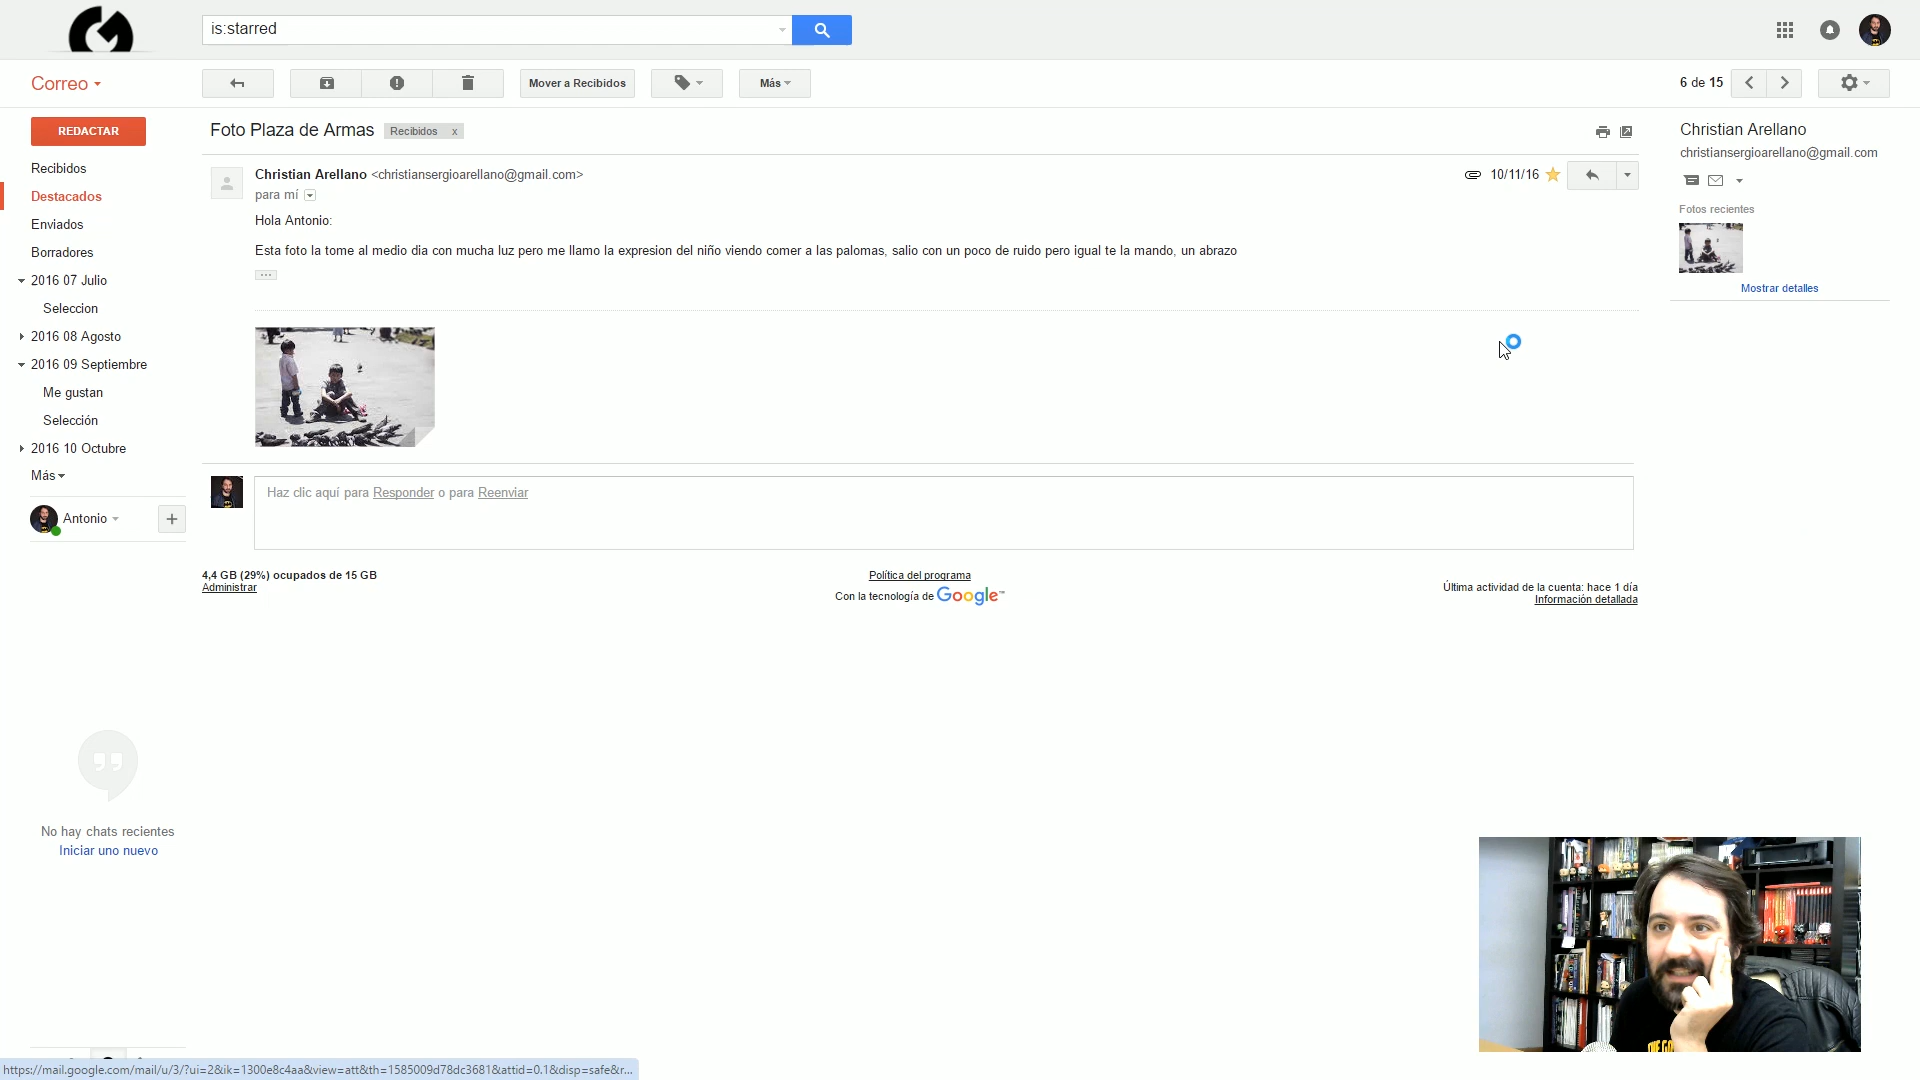 is:starred
Correo
Mover a Recibidos
Más
6 de 15
REDACTAR
Recibidos
Destacados
Enviados
Borradores
2016 07 Julio
Seleccion
2016 08 Agosto
2016 09 Septiembre
Me gustan
Selección
2016 10 Octubre
Más
Antonio
No hay chats recientes
Iniciar uno nuevo
Foto Plaza de Armas
Recibidos x
Christian Arellano <christiansergioarellano@gmail.com>
10/11/16
para mí
Hola Antonio:
Esta foto la tome al medio dia con mucha luz pero me llamo la expresion del niño viendo comer a las palomas, salio con un poco de ruido pero igual te la mando, un abrazo
Haz clic aquí para Responder o para Reenviar
4,4 GB (29%) ocupados de 15 GB
Administrar
Política del programa
Con la tecnología de Google™
Última actividad de la cuenta: hace 1 día
Información detallada
Christian Arellano
christiansergioarellano@gmail.com
Fotos recientes
Mostrar detalles
https://mail.google.com/mail/u/3/?ui=2&ik=1300e8c4aa&view=att&th=1585009d78dc3681&attid=0.1&disp=safe&r...